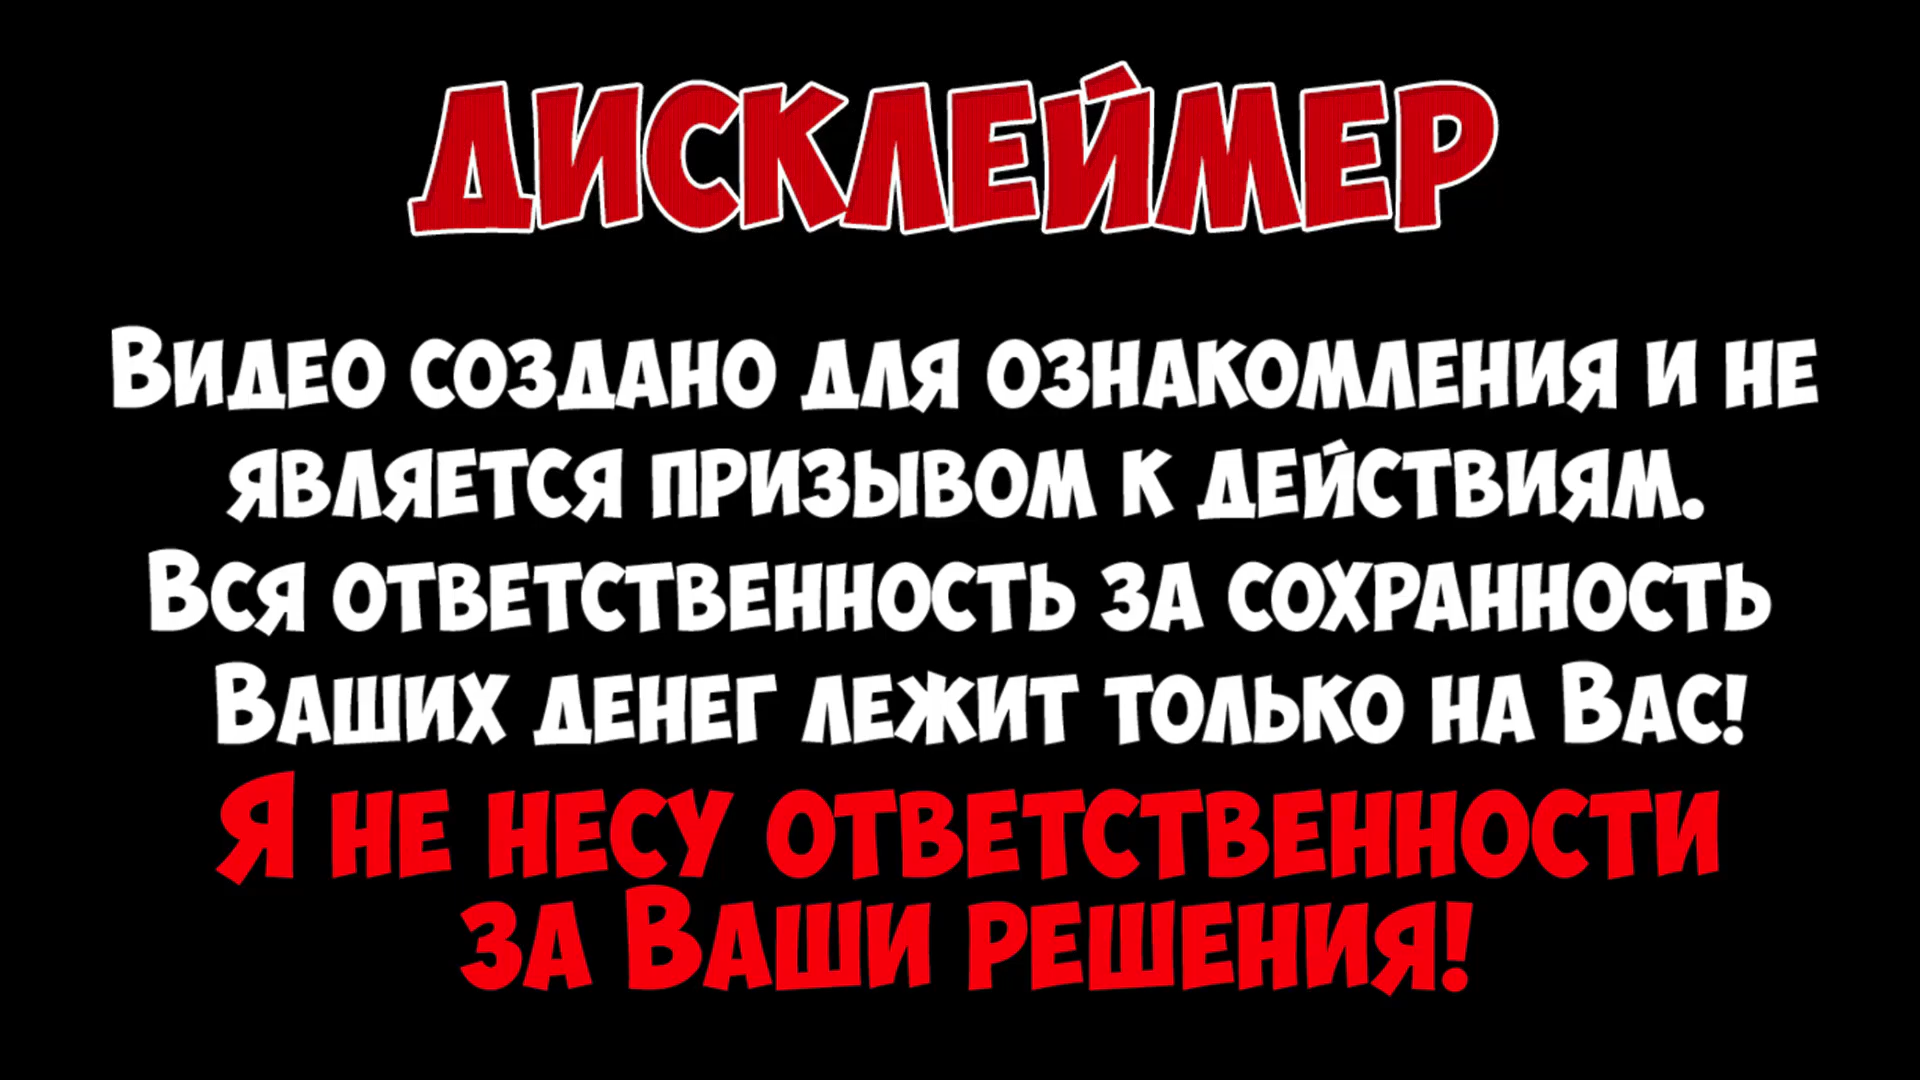 ДИСКЛЕЙМЕР
Видео создано для ознакомления и не
является призывом к действиям.
Вся ответственность за сохранность
Ваших денег лежит только на Вас!
Я не несу ответственности
за Ваши решения!